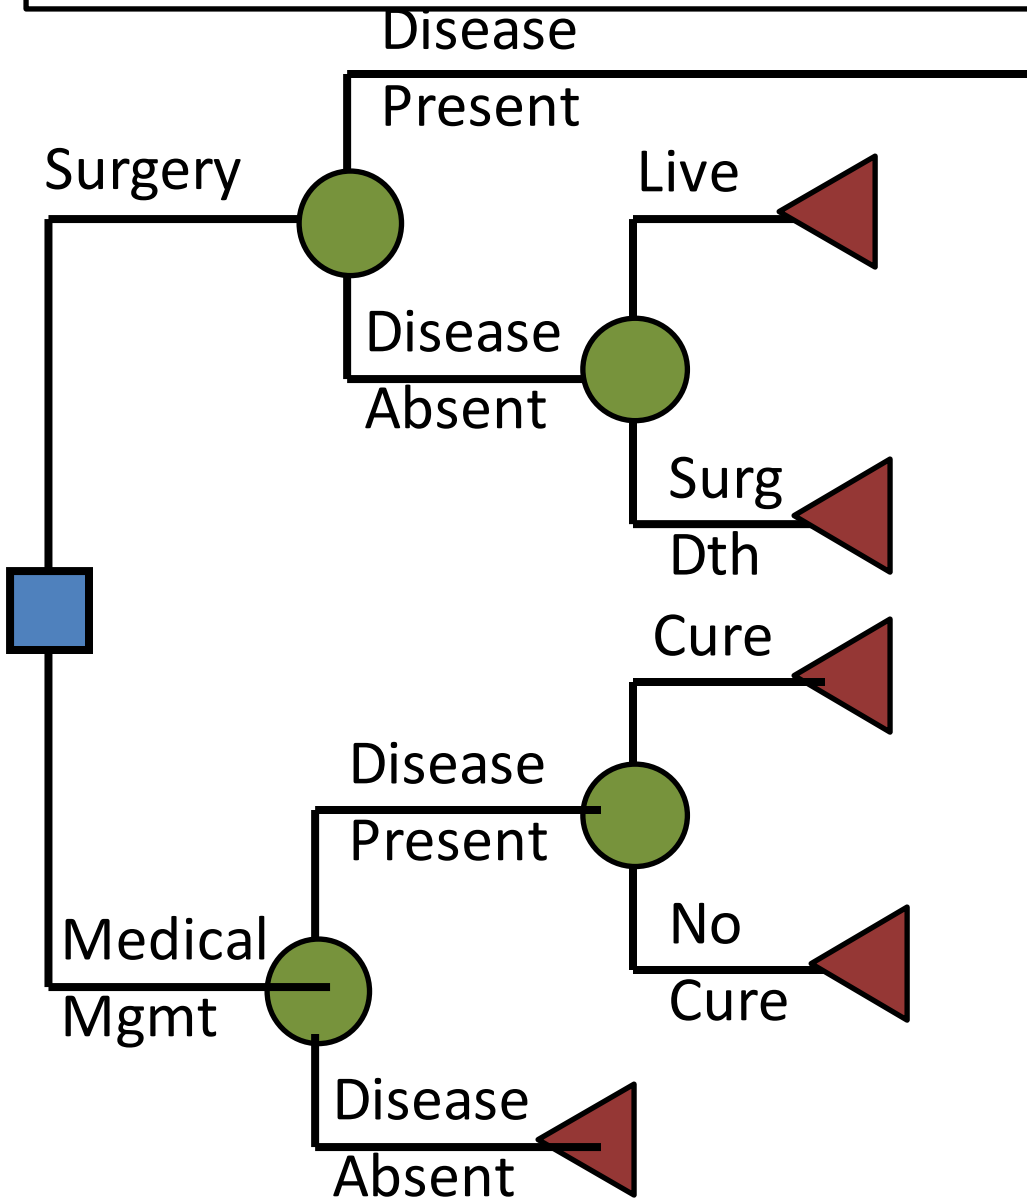 Disease
Present
Surgery
Live
Disease
Absent
Surg
Dth
Cure
Disease
Present
No
Cure
Medical
Mgmt
Disease
Absent